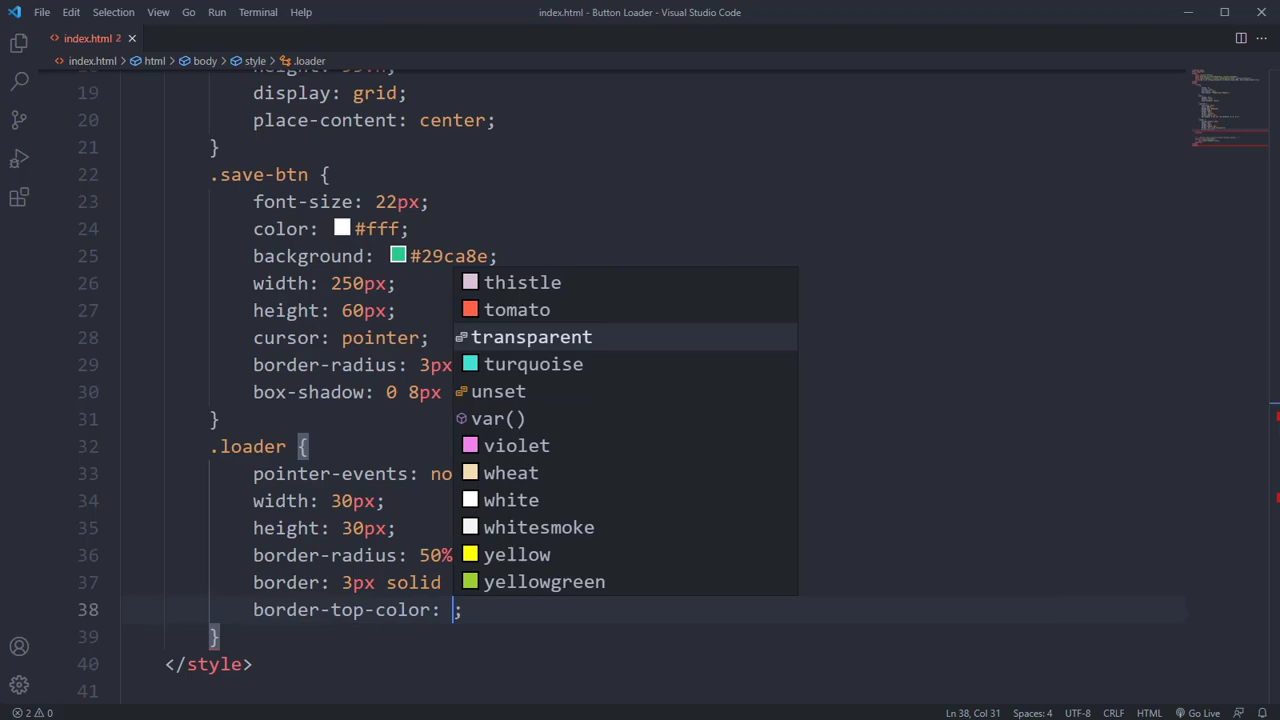 File Edit Selection View Go Run Terminal Help index.html - Button Loader - Visual Studio Code
index.html 2
index.html html body style .loader
19 display: grid;
20 place-content: center;
21 }
22 .save-btn {
23 font-size: 22px;
24 color: #fff;
25 background: #29ca8e;
26 width: 250px;
27 height: 60px;
28 cursor: pointer;
29 border-radius: 3px
30 box-shadow: 0 8px
31 }
32 .loader {
33 pointer-events: no
34 width: 30px;
35 height: 30px;
36 border-radius: 50%
37 border: 3px solid
38 border-top-color: ;
39 }
40 </style>
41
thistle
tomato
transparent
turquoise
unset
var()
violet
wheat
white
whitesmoke
yellow
yellowgreen
2 0 Ln 38, Col 31 Spaces: 4 UTF-8 CRLF HTML Go Live